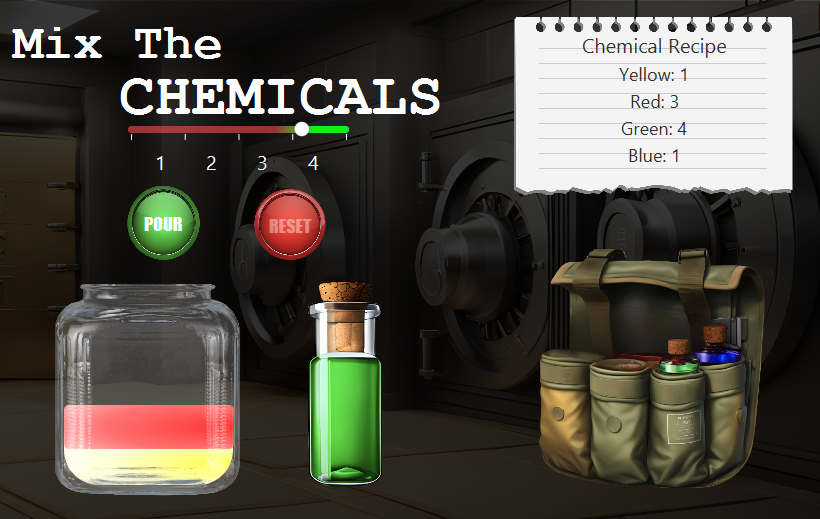 Mix The
CHEMICALS
1 2 3 4
POUR
RESET
Chemical Recipe
Yellow: 1
Red: 3
Green: 4
Blue: 1